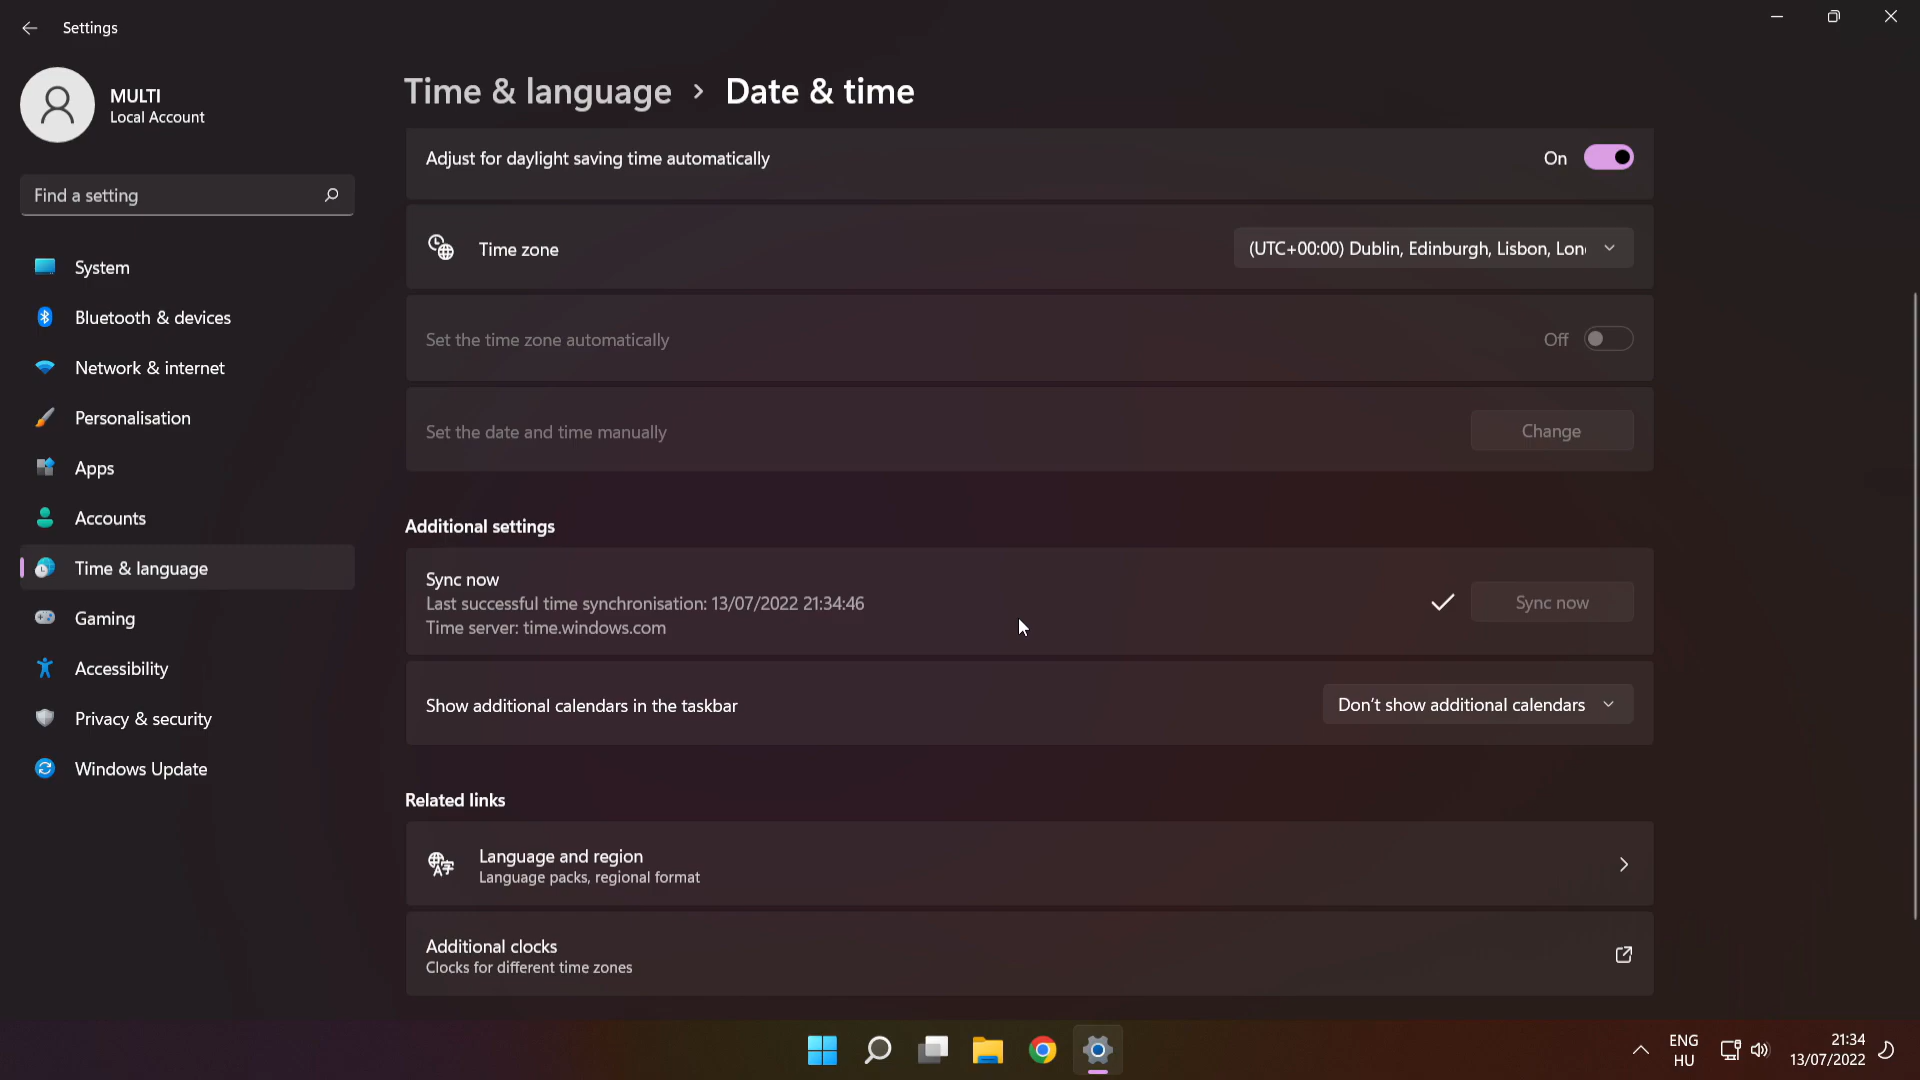 Settings
MULTI
Local Account
Find a setting
System
Bluetooth & devices
Network & internet
Personalisation
Apps
Accounts
Time & language
Gaming
Accessibility
Privacy & security
Windows Update
Time & language > Date & time
Adjust for daylight saving time automatically
On
Time zone
(UTC+00:00) Dublin, Edinburgh, Lisbon, Lon
Set the time zone automatically
Off
Set the date and time manually
Change
Additional settings
Sync now
Last successful time synchronisation: 13/07/2022 21:34:46
Time server: time.windows.com
Sync now
Show additional calendars in the taskbar
Don't show additional calendars
Related links
Language and region
Language packs, regional format
Additional clocks
Clocks for different time zones
ENG
HU
21:34
13/07/2022